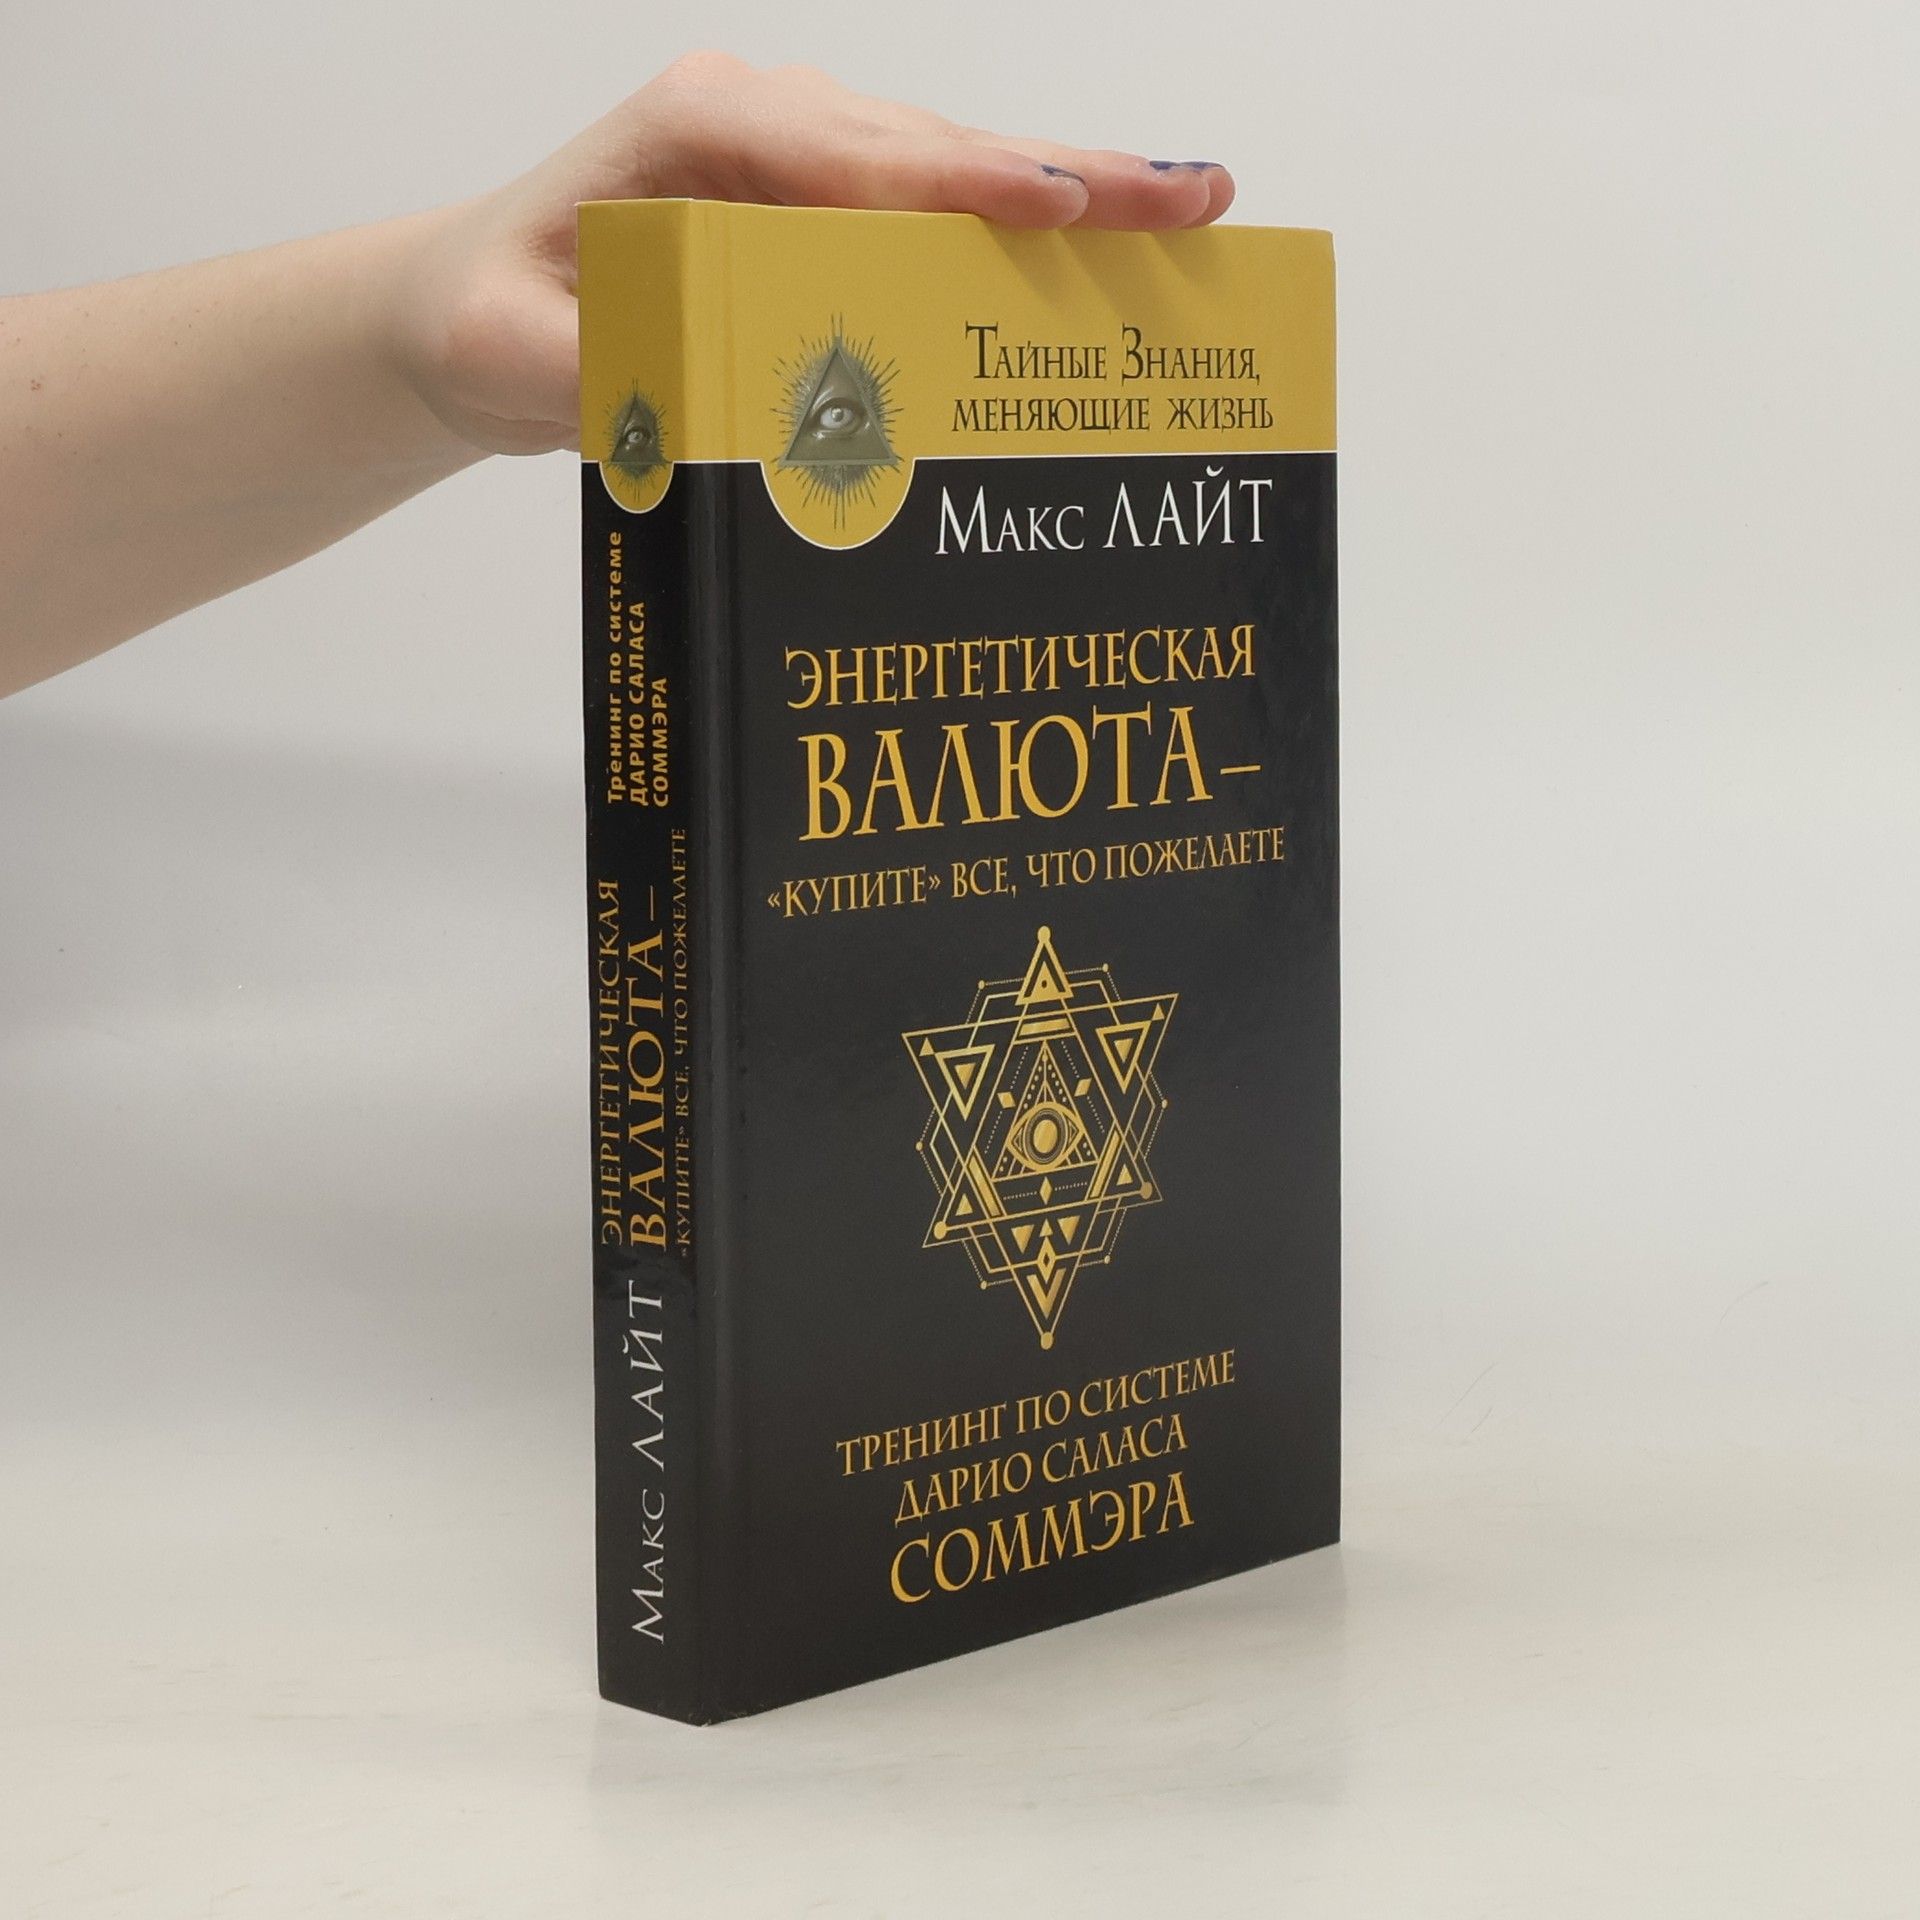 Тайные Знания,
меняющие жизнь
Макс ЛАЙТ
ЭНЕРГЕТИЧЕСКАЯ
ВАЛЮТА –
«КУПИТЕ» ВСЕ, ЧТО ПОЖЕЛАЕТЕ
ТРЕНИНГ ПО СИСТЕМЕ
ДАРИО САЛАСА
СОММЭРА
Макс ЛАЙТ
ЭНЕРГЕТИЧЕСКАЯ
ВАЛЮТА –
«КУПИТЕ» ВСЕ, ЧТО ПОЖЕЛАЕТЕ
Тренинг по системе
ДАРИО САЛАСА
СОММЭРА